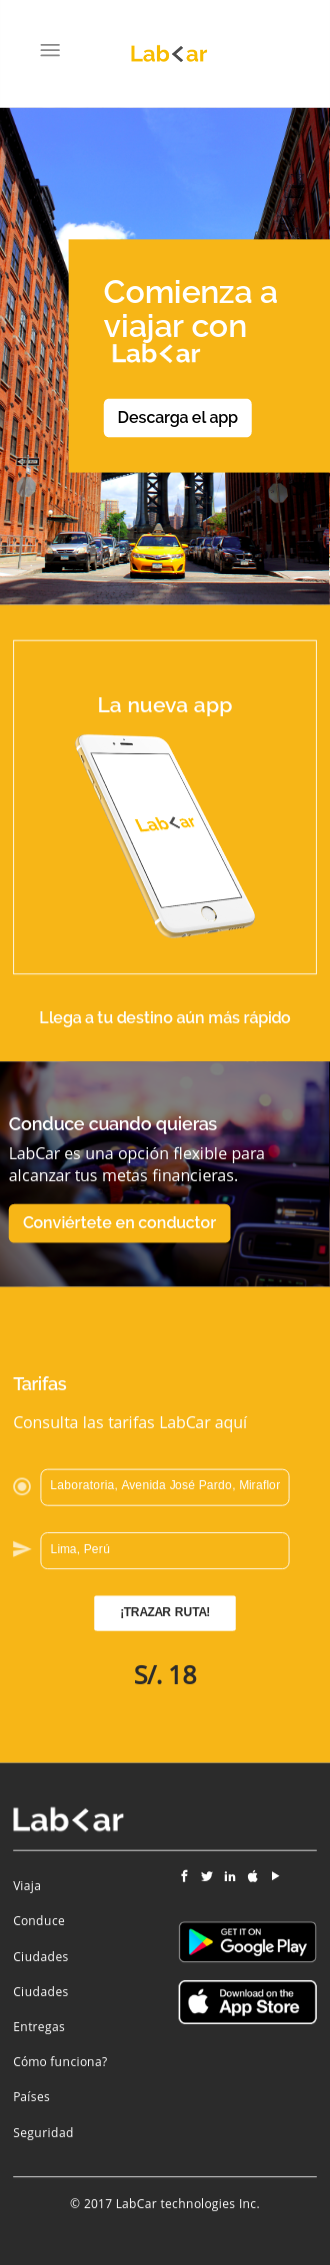 Lab<ar
Comienza a
viajar con
Lab<ar
Descarga el app
La nueva app
Lab<ar
Llega a tu destino aún más rápido
Conduce cuando quieras
LabCar es una opción flexible para
alcanzar tus metas financieras.
Conviértete en conductor
Tarifas
Consulta las tarifas LabCar aquí
Laboratoria, Avenida José Pardo, Miraflor
Lima, Perú
¡TRAZAR RUTA!
S/. 18
Lab<ar
Viaja
Conduce
Ciudades
Ciudades
Entregas
Cómo funciona?
Países
Seguridad
GET IT ON
Google Play
Download on the
App Store
© 2017 LabCar technologies Inc.